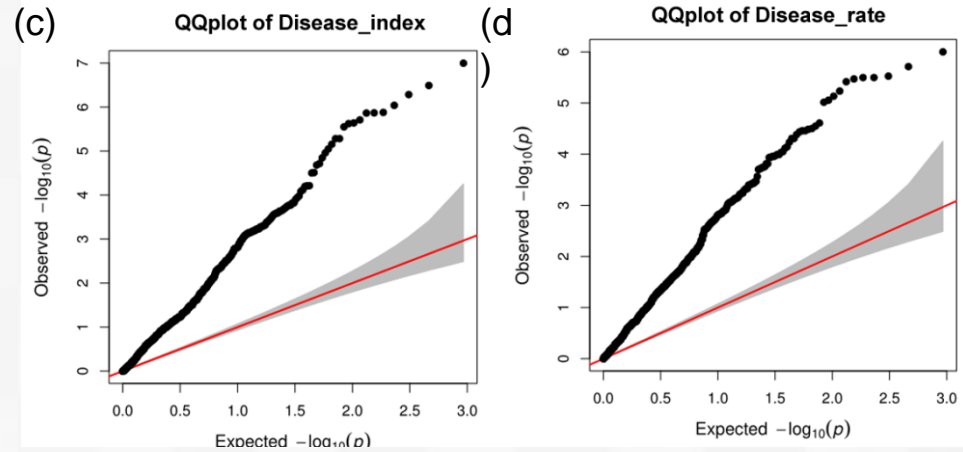 (c)
QQplot of Disease_index
Observed −log₁₀(p)
7
6
5
4
3
2
1
0
0.0 0.5 1.0 1.5 2.0 2.5 3.0
Expected −log₁₀(p)
(d
)
QQplot of Disease_rate
Observed −log₁₀(p)
6
5
4
3
2
1
0
0.0 0.5 1.0 1.5 2.0 2.5 3.0
Expected −log₁₀(p)